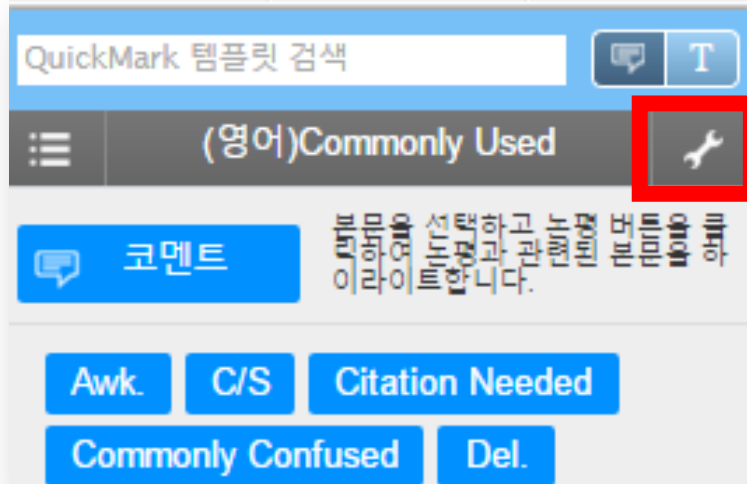 QuickMark 템플릿 검색
T
(영어)Commonly Used
코멘트
본문을 선택하고 논평 버튼을 클
릭하여 논평과 관련된 본문을 하
이라이트합니다.
Awk. C/S Citation Needed
Commonly Confused Del.